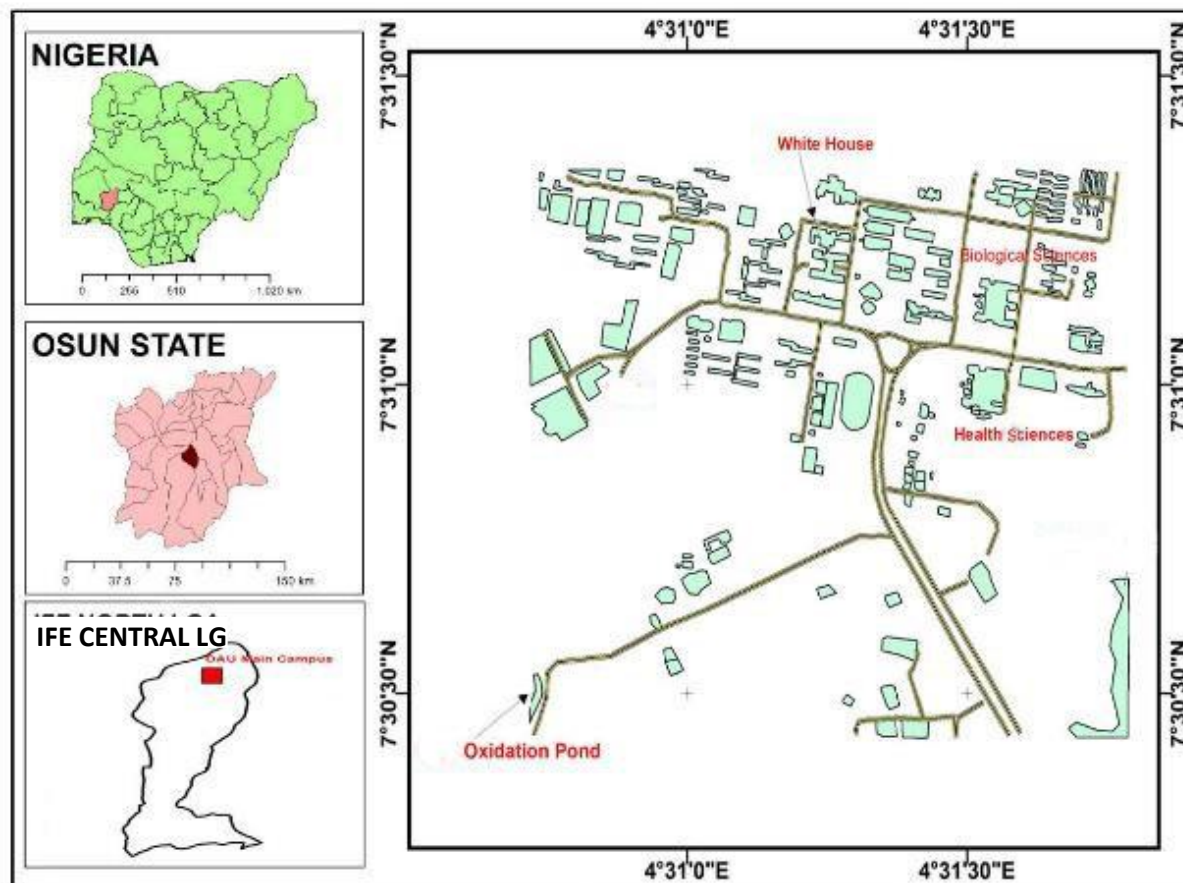 NIGERIA
0 255 510 1,020 km
OSUN STATE
0 37.5 75 150 km
IFE CENTRAL LG
OAU Main Campus
4°31'0"E 4°31'30"E
7°31'30"N 7°31'30"N
White House
Biological Sciences
7°31'0"N 7°31'0"N
Health Sciences
7°30'30"N 7°30'30"N
Oxidation Pond
4°31'0"E 4°31'30"E